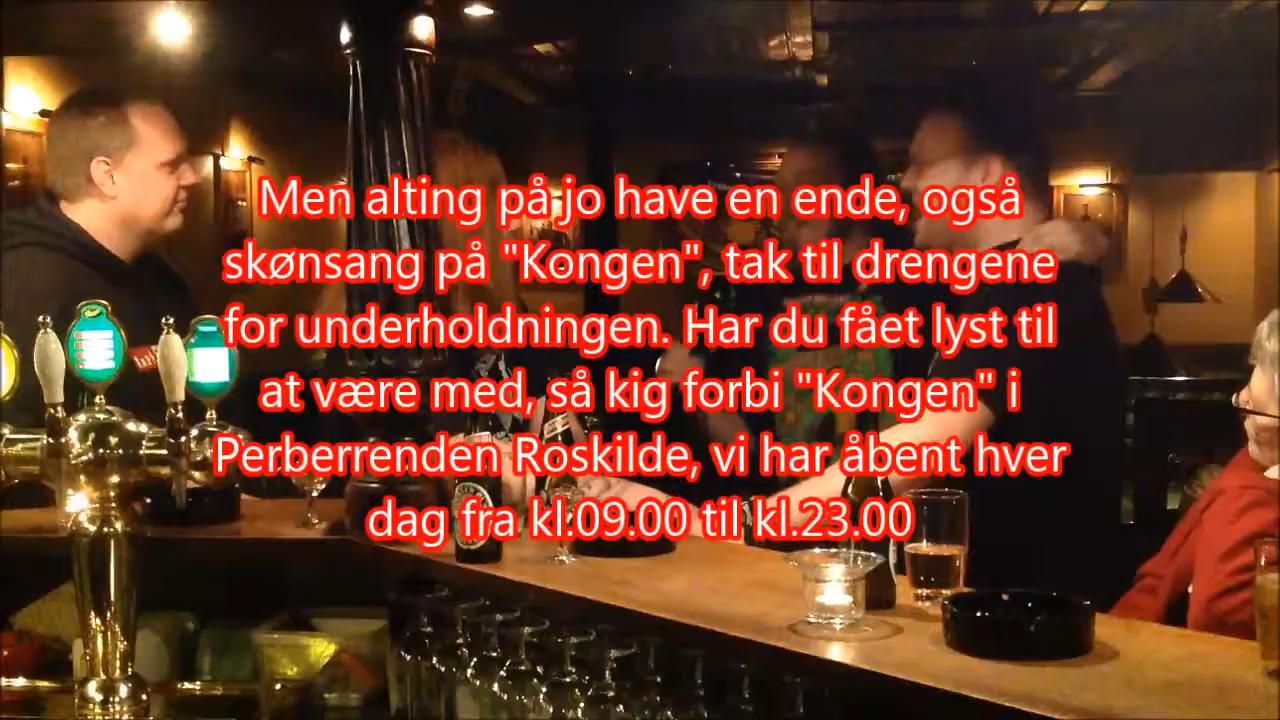 Men alting på jo have en ende, også
skønsang på "Kongen", tak til drengene
for underholdningen. Har du fået lyst til
at være med, så kig forbi "Kongen" i
Perberrenden Roskilde, vi har åbent hver
dag fra kl.09.00 til kl.23.00